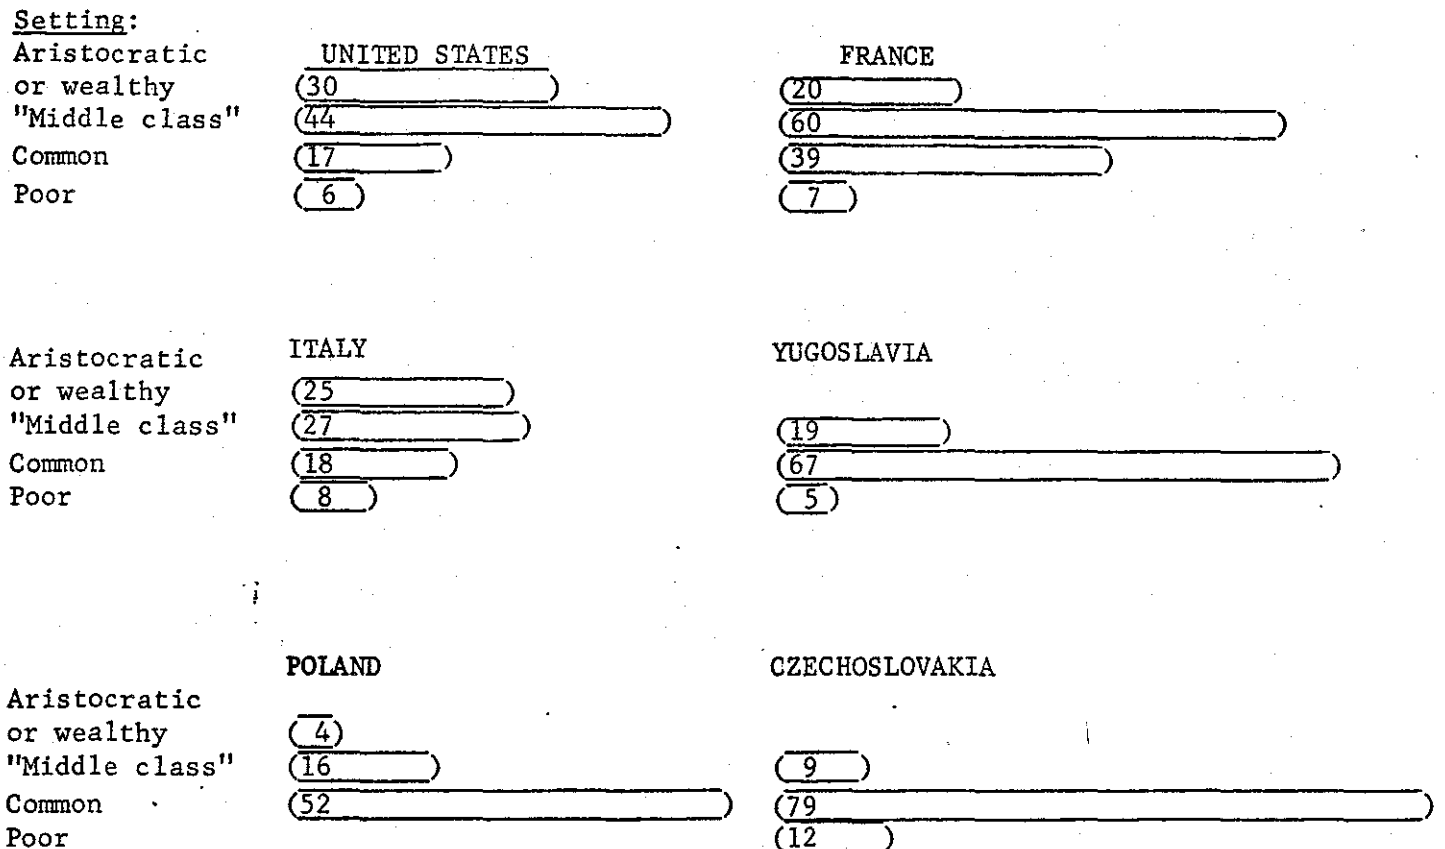 Setting:
Aristocratic UNITED STATES FRANCE
or wealthy (30 ) (20 )
"Middle class" (44 ) (60 )
Common (17 ) (39 )
Poor ( 6 ) ( 7 )
Aristocratic ITALY YUGOSLAVIA
or wealthy (25 )
"Middle class" (27 ) (19 )
Common (18 ) (67 )
Poor ( 8 ) ( 5 )
POLAND CZECHOSLOVAKIA
Aristocratic
or wealthy ( 4)
"Middle class" (16 ) ( 9 )
Common (52 ) (79 )
Poor (12 )